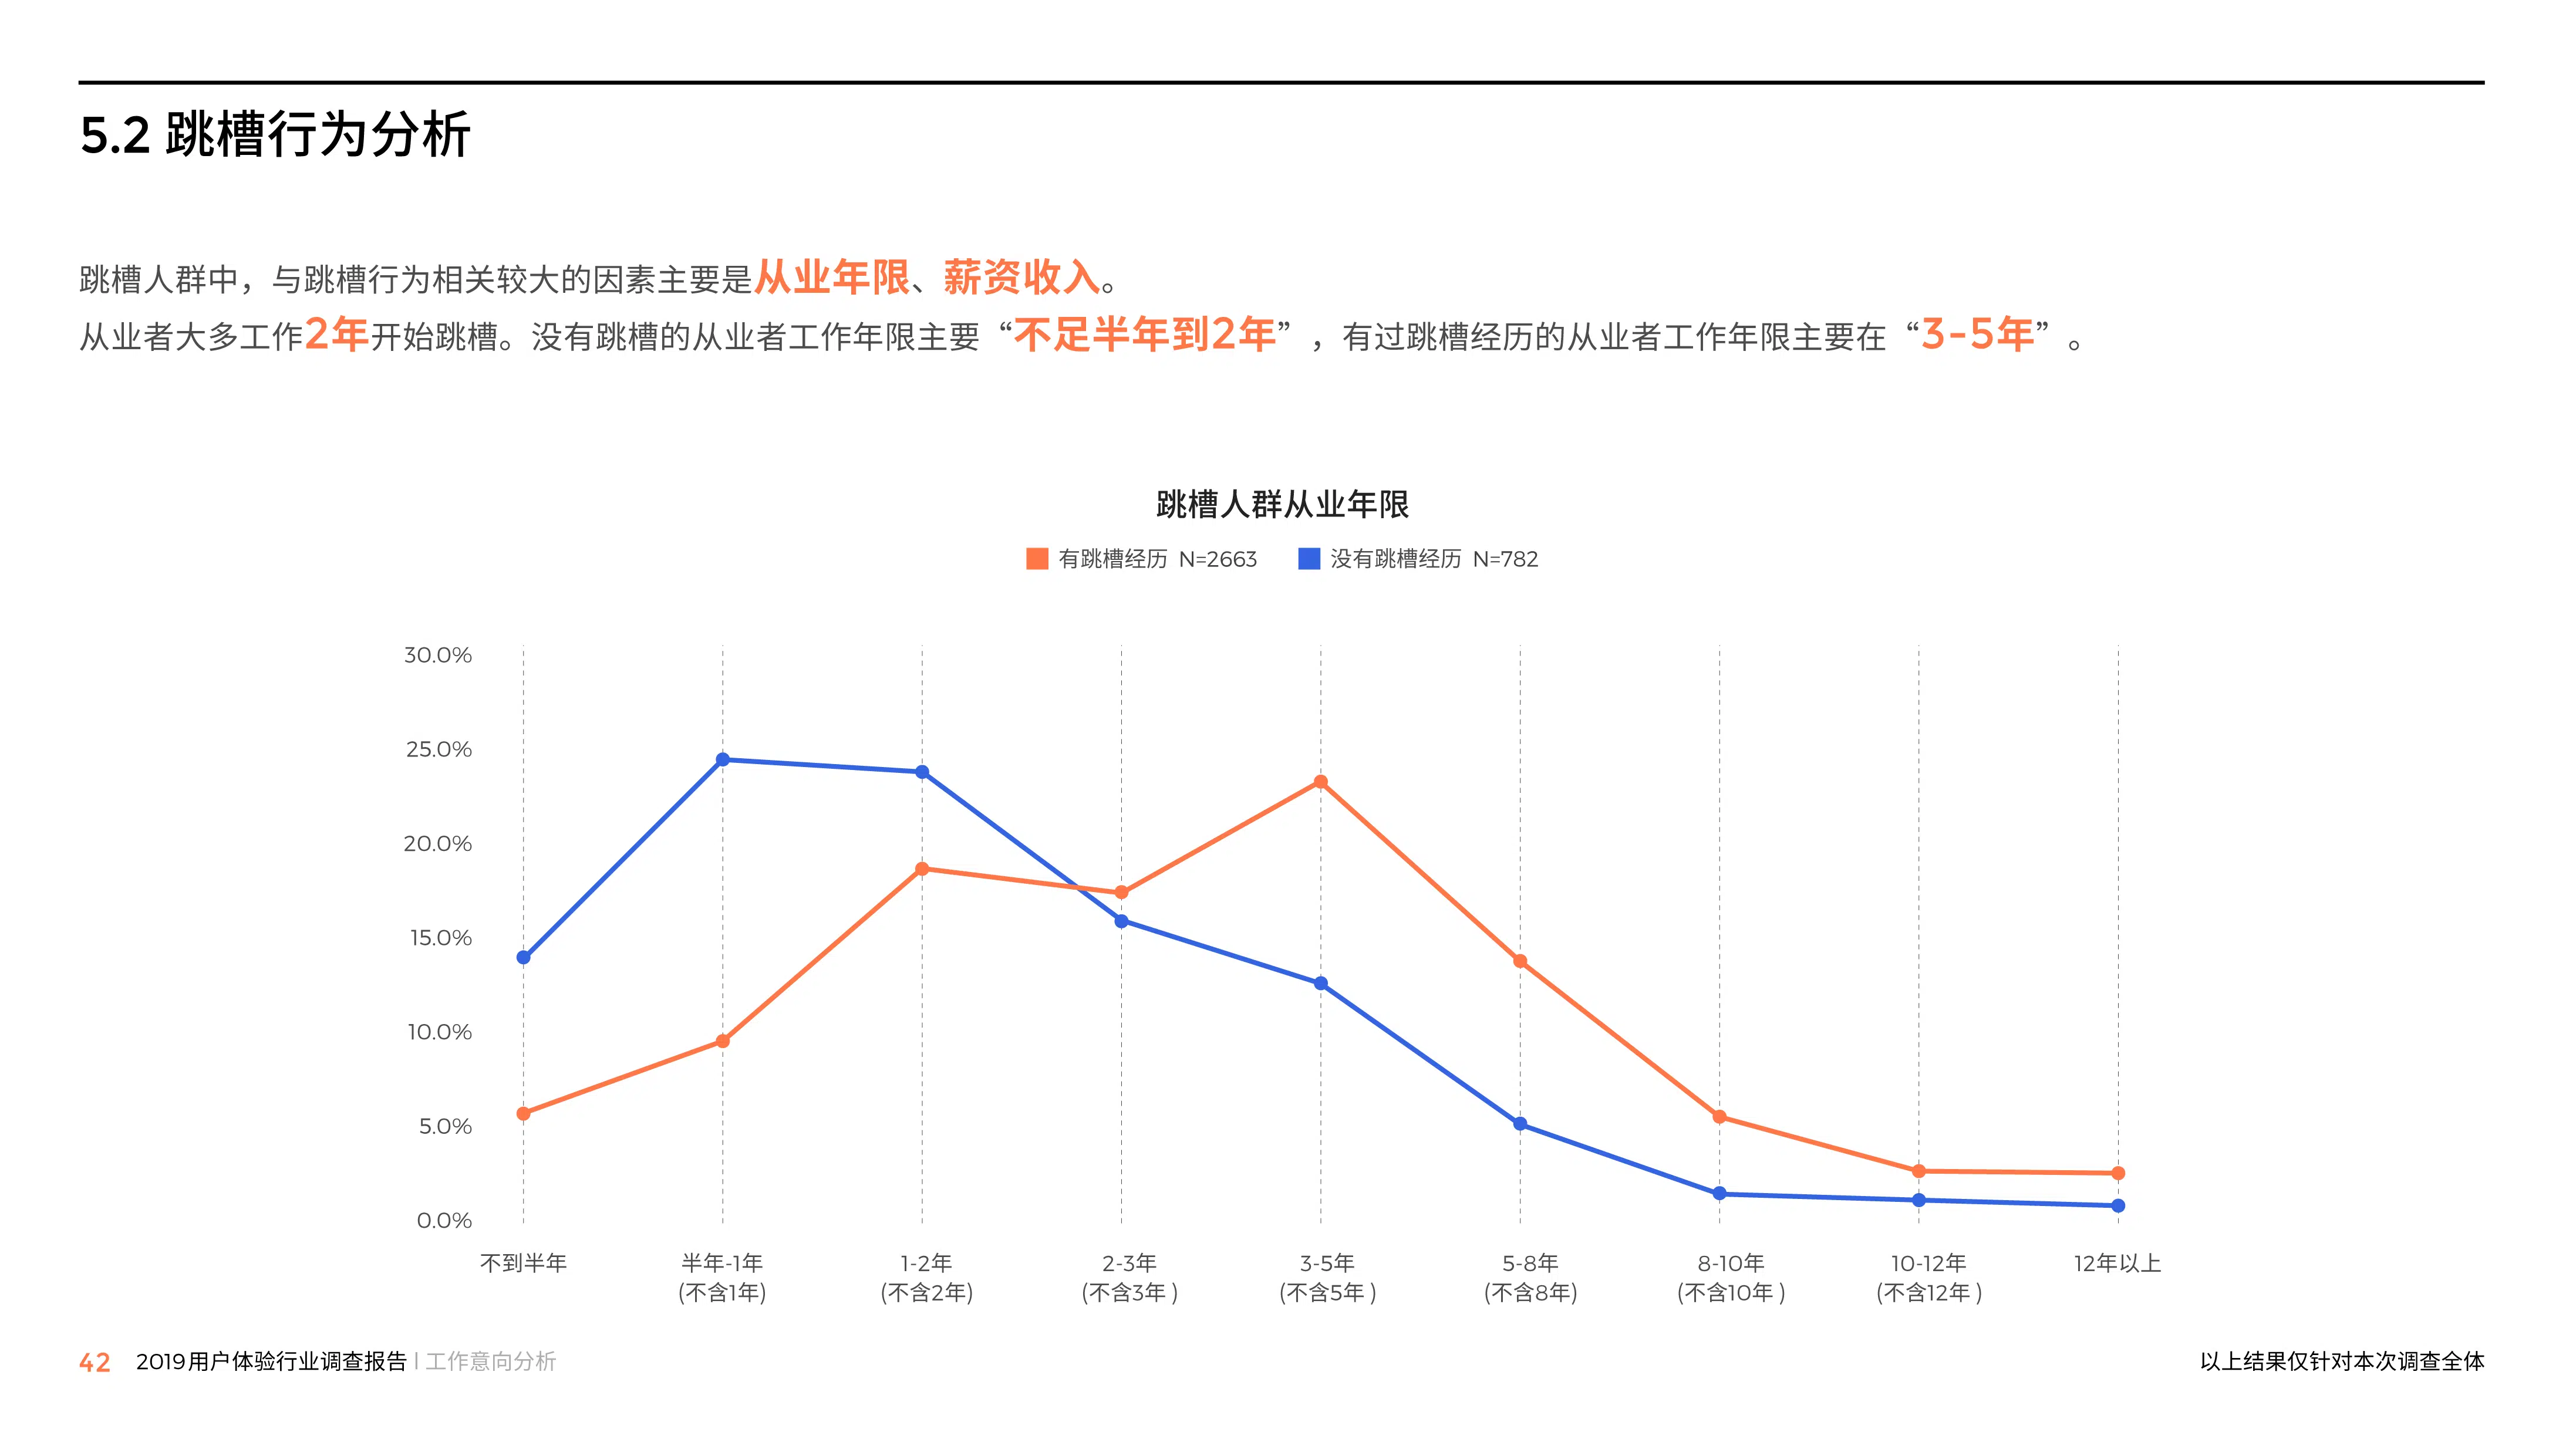 5.2 跳槽行为分析
跳槽人群中，与跳槽行为相关较大的因素主要是从业年限、薪资收入。
从业者大多工作2年开始跳槽。没有跳槽的从业者工作年限主要“不足半年到2年”，有过跳槽经历的从业者工作年限主要在“3-5年”。
跳槽人群从业年限
有跳槽经历 N=2663 没有跳槽经历 N=782
30.0%
25.0%
20.0%
15.0%
10.0%
5.0%
0.0%
不到半年 半年-1年 1-2年 2-3年 3-5年 5-8年 8-10年 10-12年 12年以上
(不含1年) (不含2年) (不含3年 ) (不含5年 ) (不含8年) (不含10年 ) (不含12年 )
42 2019用户体验行业调查报告 | 工作意向分析 以上结果仅针对本次调查全体